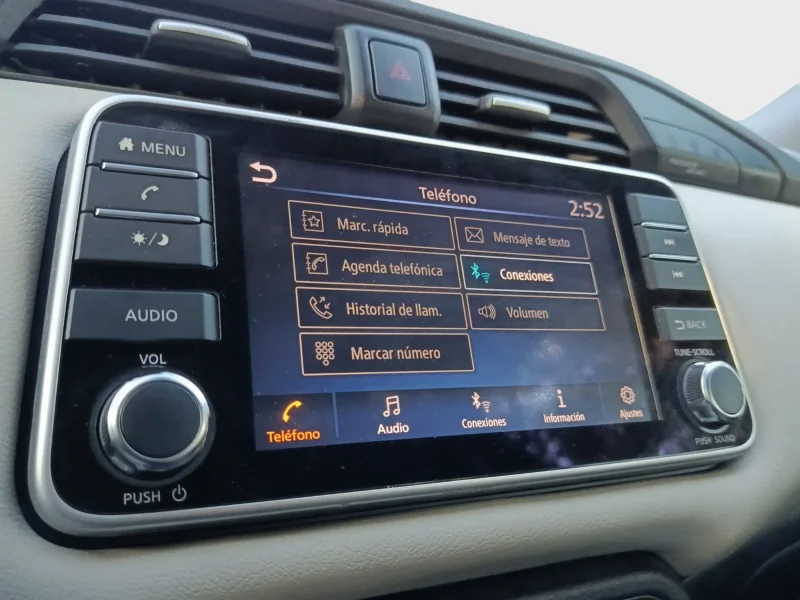 MENU
AUDIO
VOL
PUSH
Teléfono
2:52
Marc. rápida
Mensaje de texto
Agenda telefónica
Conexiones
Historial de llam.
Volumen
Marcar número
Teléfono
Audio
Conexiones
Información
Ajustes
BACK
TUNE·SCROLL
PUSH SOUND